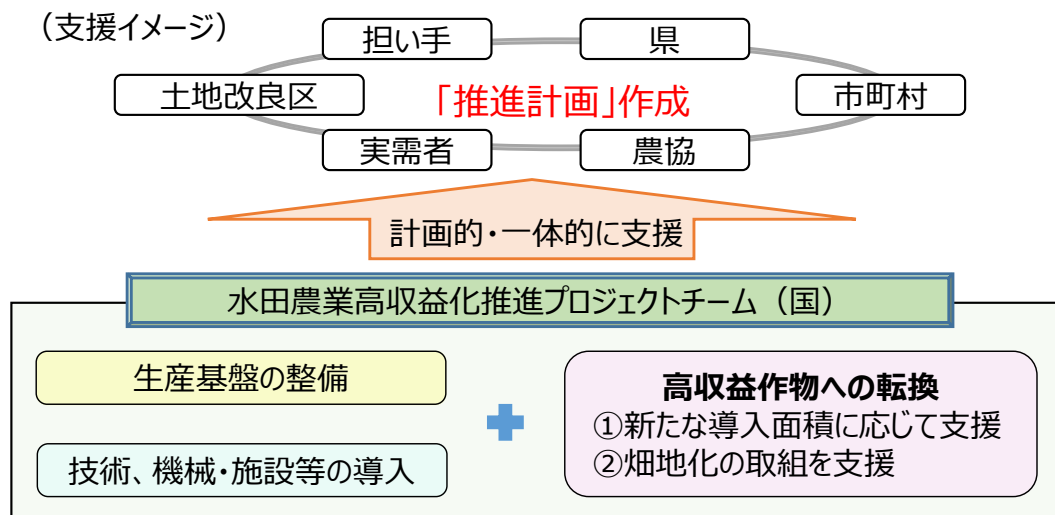 （支援イメージ）
担い手
県
土地改良区
「推進計画」作成
市町村
実需者
農協
計画的・一体的に支援
水田農業高収益化推進プロジェクトチーム（国）
生産基盤の整備
技術、機械・施設等の導入
高収益作物への転換
①新たな導入面積に応じて支援
②畑地化の取組を支援